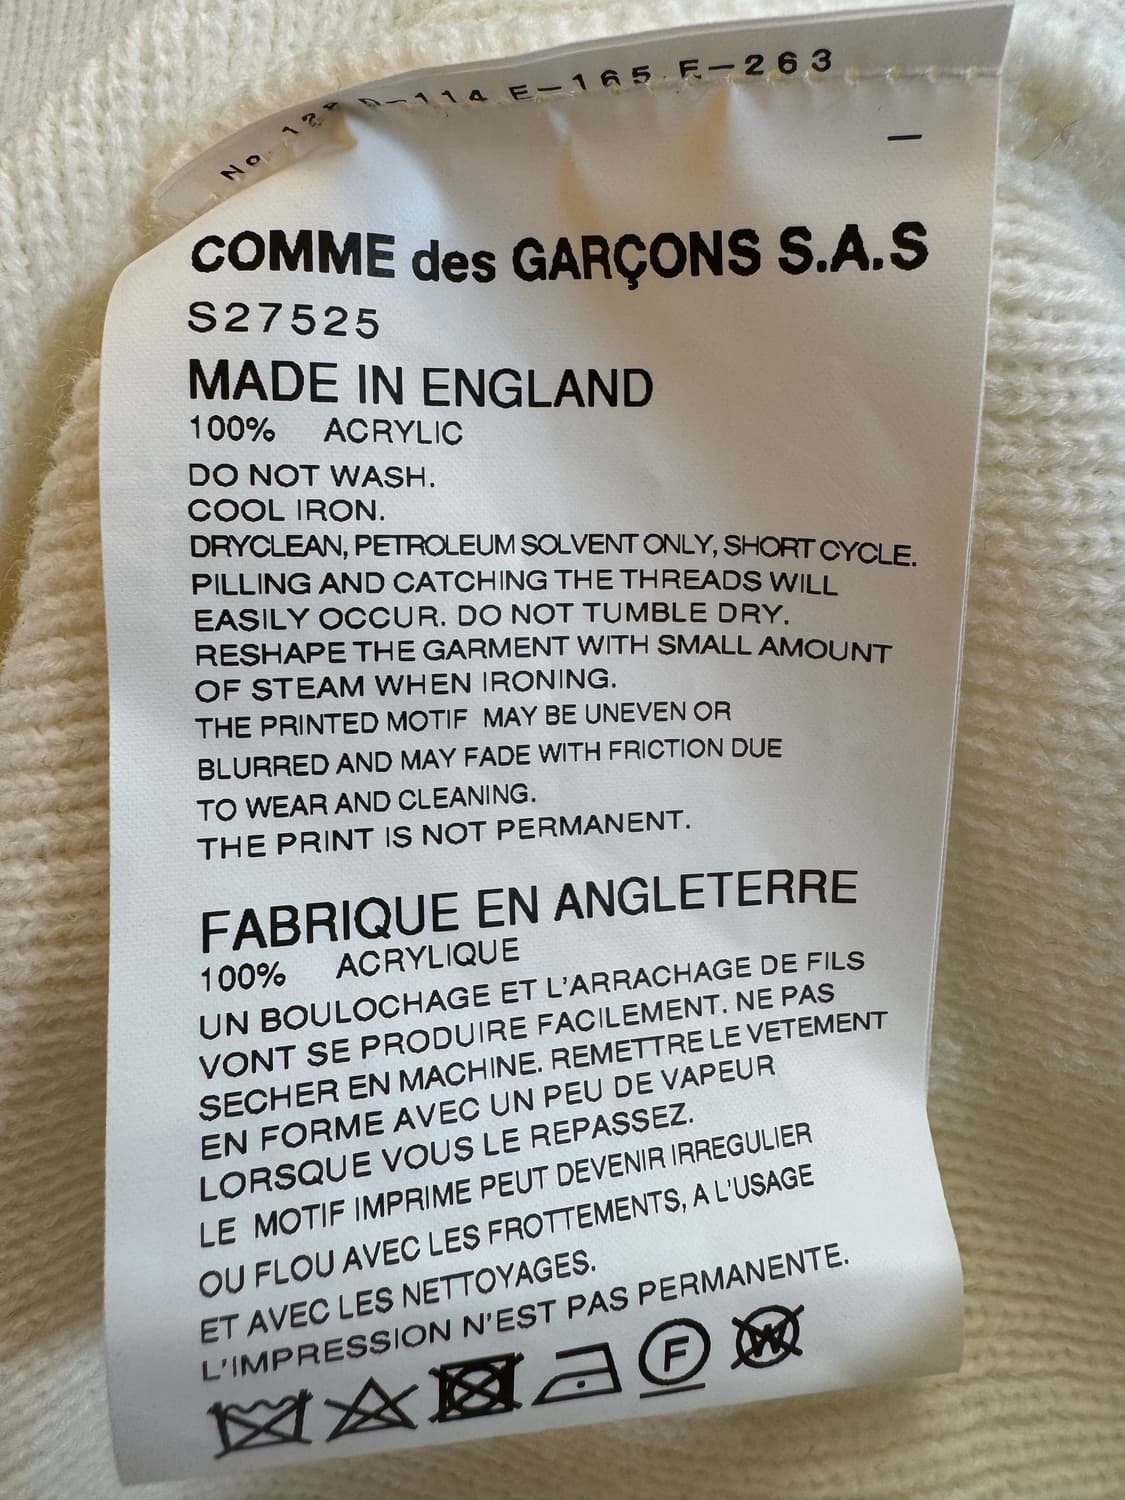 No. 128 D-114 E-165 F-263
COMME des GARÇONS S.A.S
S27525
MADE IN ENGLAND
100% ACRYLIC
DO NOT WASH.
COOL IRON.
DRYCLEAN, PETROLEUM SOLVENT ONLY, SHORT CYCLE.
PILLING AND CATCHING THE THREADS WILL
EASILY OCCUR. DO NOT TUMBLE DRY.
RESHAPE THE GARMENT WITH SMALL AMOUNT
OF STEAM WHEN IRONING.
THE PRINTED MOTIF MAY BE UNEVEN OR
BLURRED AND MAY FADE WITH FRICTION DUE
TO WEAR AND CLEANING.
THE PRINT IS NOT PERMANENT.
FABRIQUE EN ANGLETERRE
100% ACRYLIQUE
UN BOULOCHAGE ET L'ARRACHAGE DE FILS
VONT SE PRODUIRE FACILEMENT. NE PAS
SECHER EN MACHINE. REMETTRE LE VETEMENT
EN FORME AVEC UN PEU DE VAPEUR
LORSQUE VOUS LE REPASSEZ.
LE MOTIF IMPRIME PEUT DEVENIR IRREGULIER
OU FLOU AVEC LES FROTTEMENTS, A L'USAGE
ET AVEC LES NETTOYAGES.
L'IMPRESSION N'EST PAS PERMANENTE.
F W